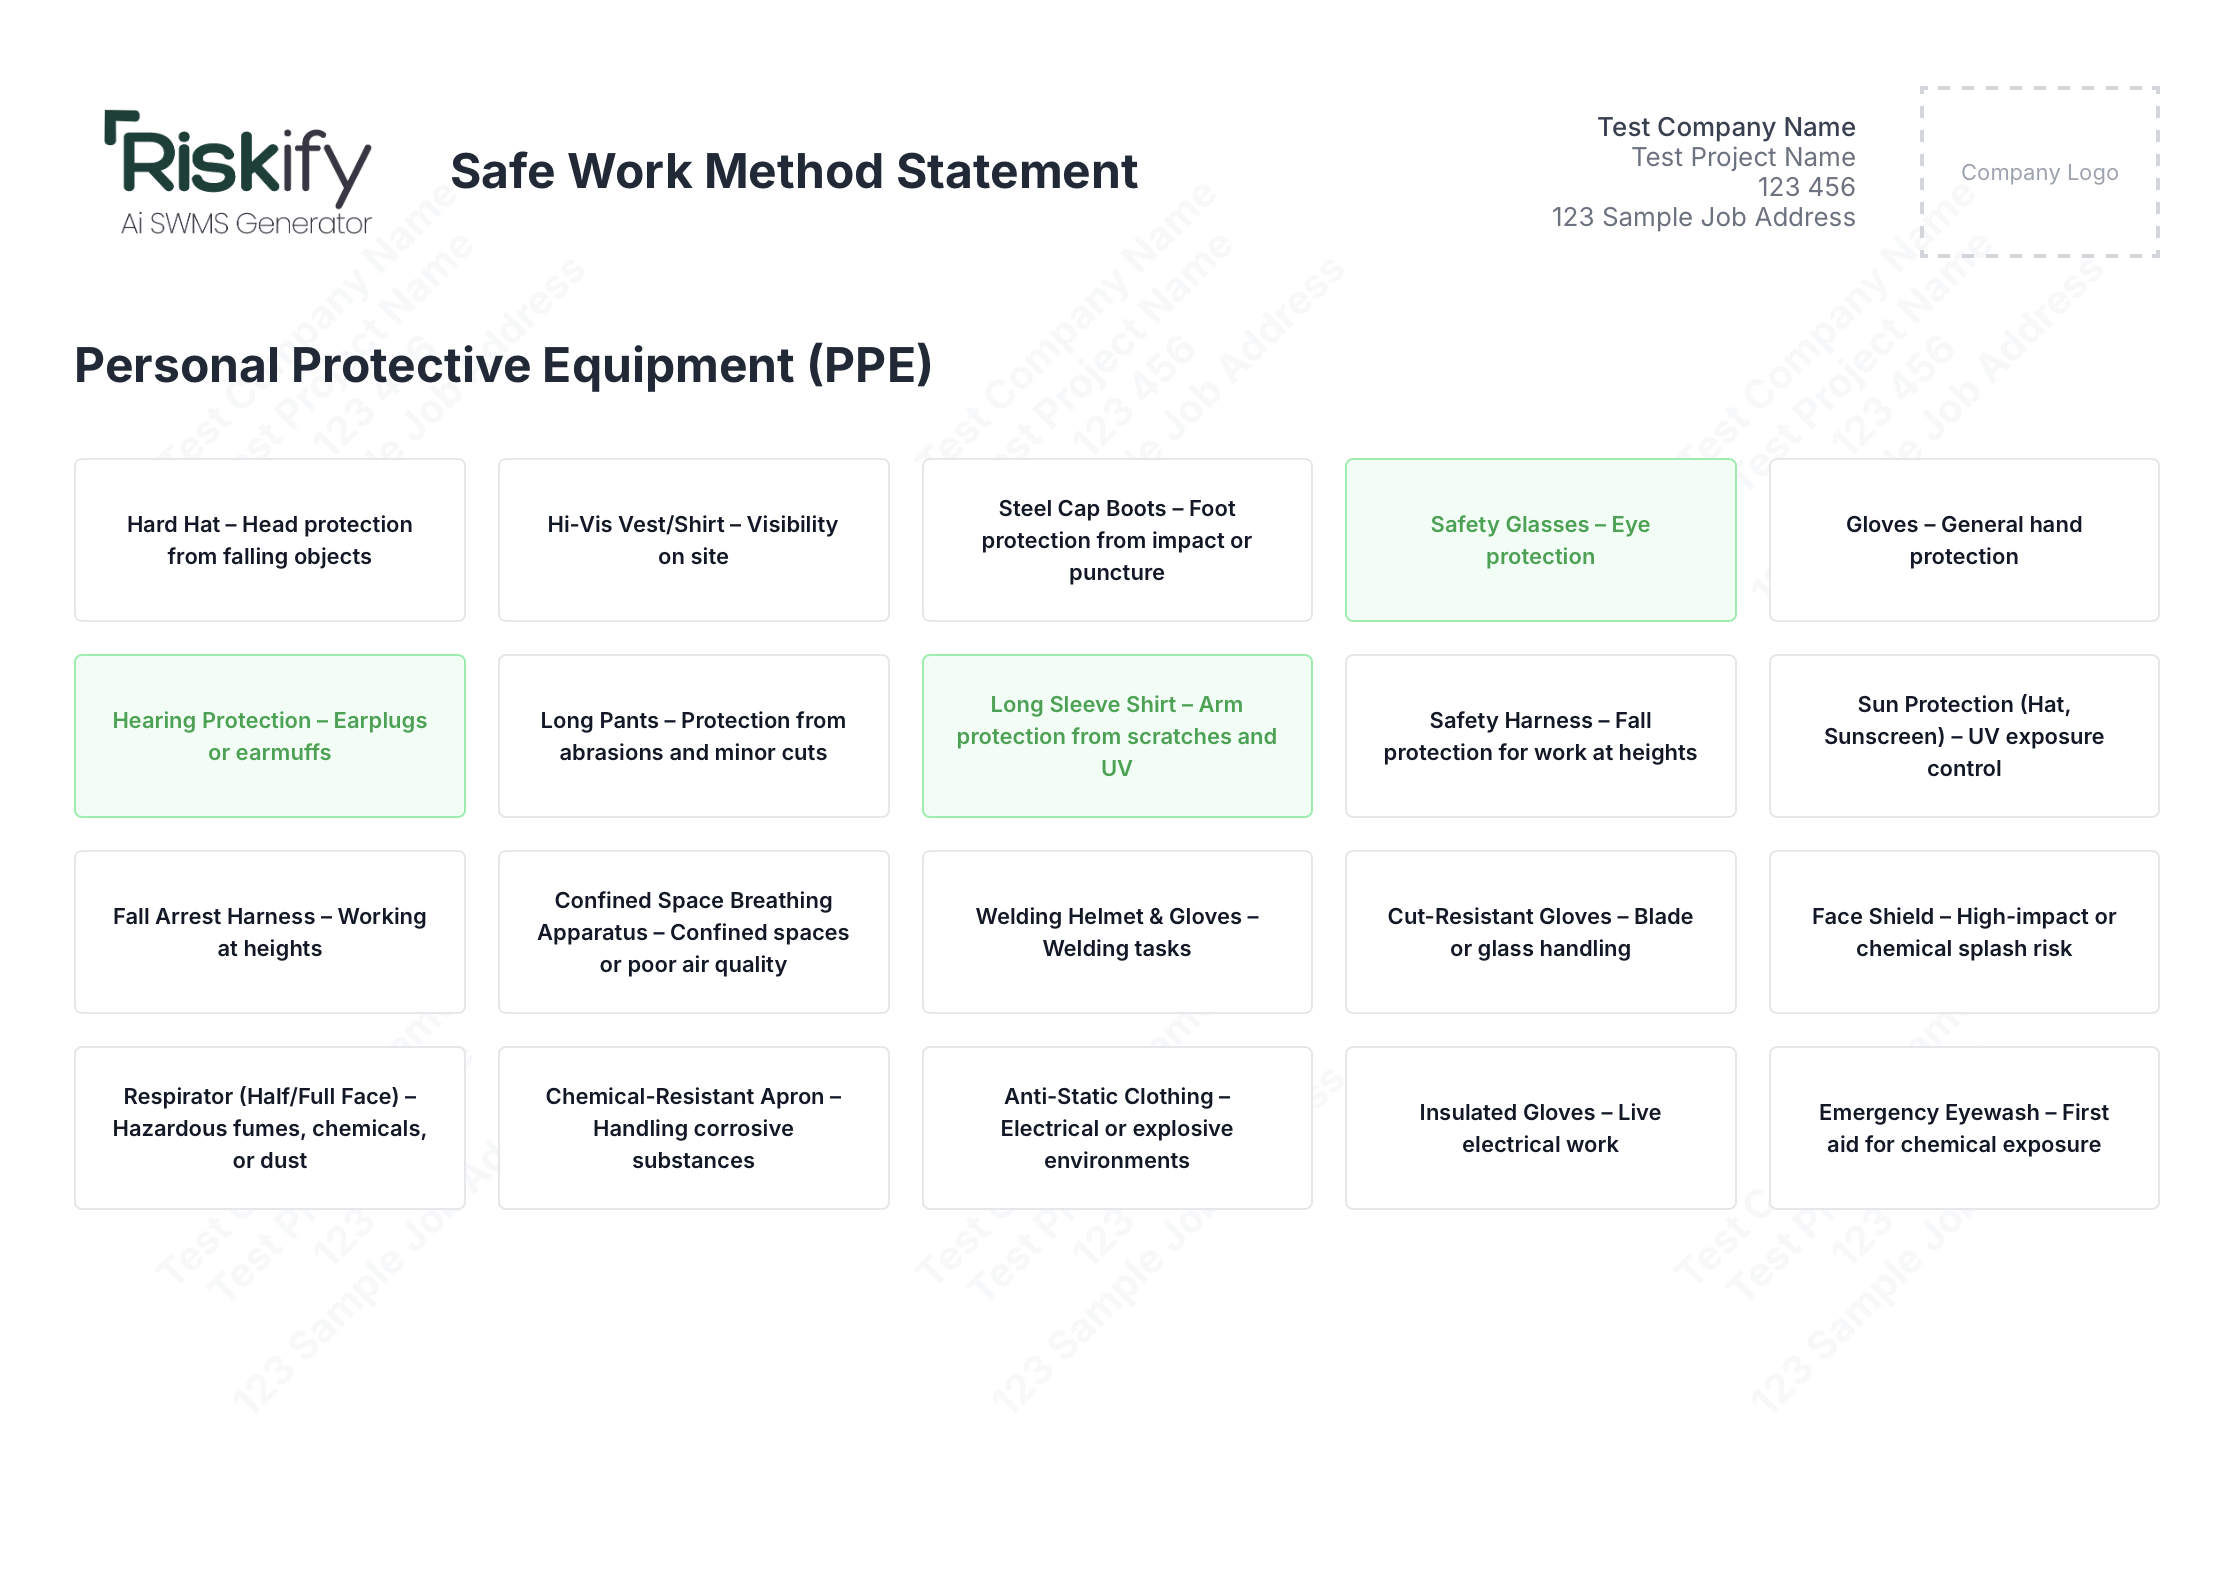 Riskify
Ai SWMS Generator
Safe Work Method Statement
Test Company Name
Test Project Name
123 456
123 Sample Job Address
Company Logo
Personal Protective Equipment (PPE)
Hard Hat – Head protection
from falling objects
Hi-Vis Vest/Shirt – Visibility
on site
Steel Cap Boots – Foot
protection from impact or
puncture
Safety Glasses – Eye
protection
Gloves – General hand
protection
Hearing Protection – Earplugs
or earmuffs
Long Pants – Protection from
abrasions and minor cuts
Long Sleeve Shirt – Arm
protection from scratches and
UV
Safety Harness – Fall
protection for work at heights
Sun Protection (Hat,
Sunscreen) – UV exposure
control
Fall Arrest Harness – Working
at heights
Confined Space Breathing
Apparatus – Confined spaces
or poor air quality
Welding Helmet & Gloves –
Welding tasks
Cut-Resistant Gloves – Blade
or glass handling
Face Shield – High-impact or
chemical splash risk
Respirator (Half/Full Face) –
Hazardous fumes, chemicals,
or dust
Chemical-Resistant Apron –
Handling corrosive
substances
Anti-Static Clothing –
Electrical or explosive
environments
Insulated Gloves – Live
electrical work
Emergency Eyewash – First
aid for chemical exposure